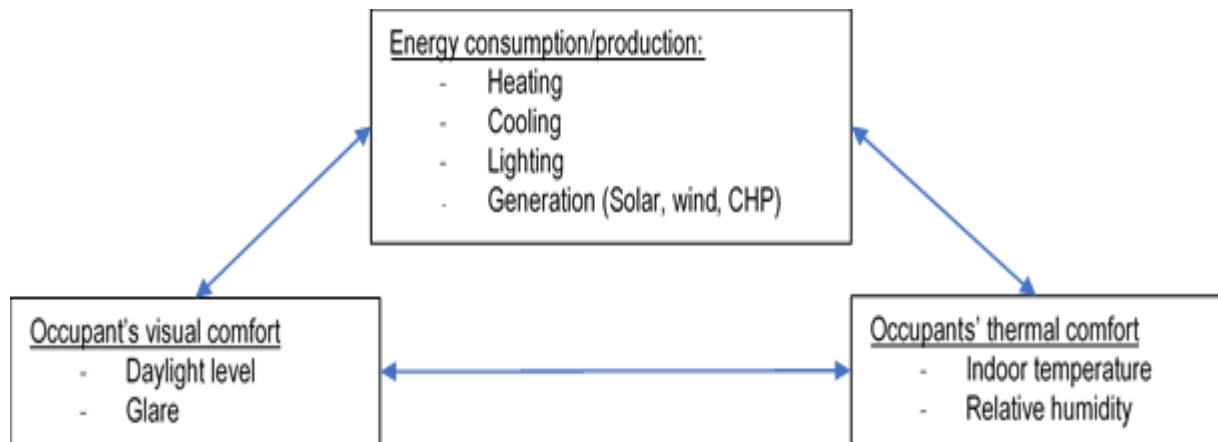 Energy consumption/production:
- Heating
- Cooling
- Lighting
- Generation (Solar, wind, CHP)
Occupant's visual comfort
- Daylight level
- Glare
Occupants' thermal comfort
- Indoor temperature
- Relative humidity